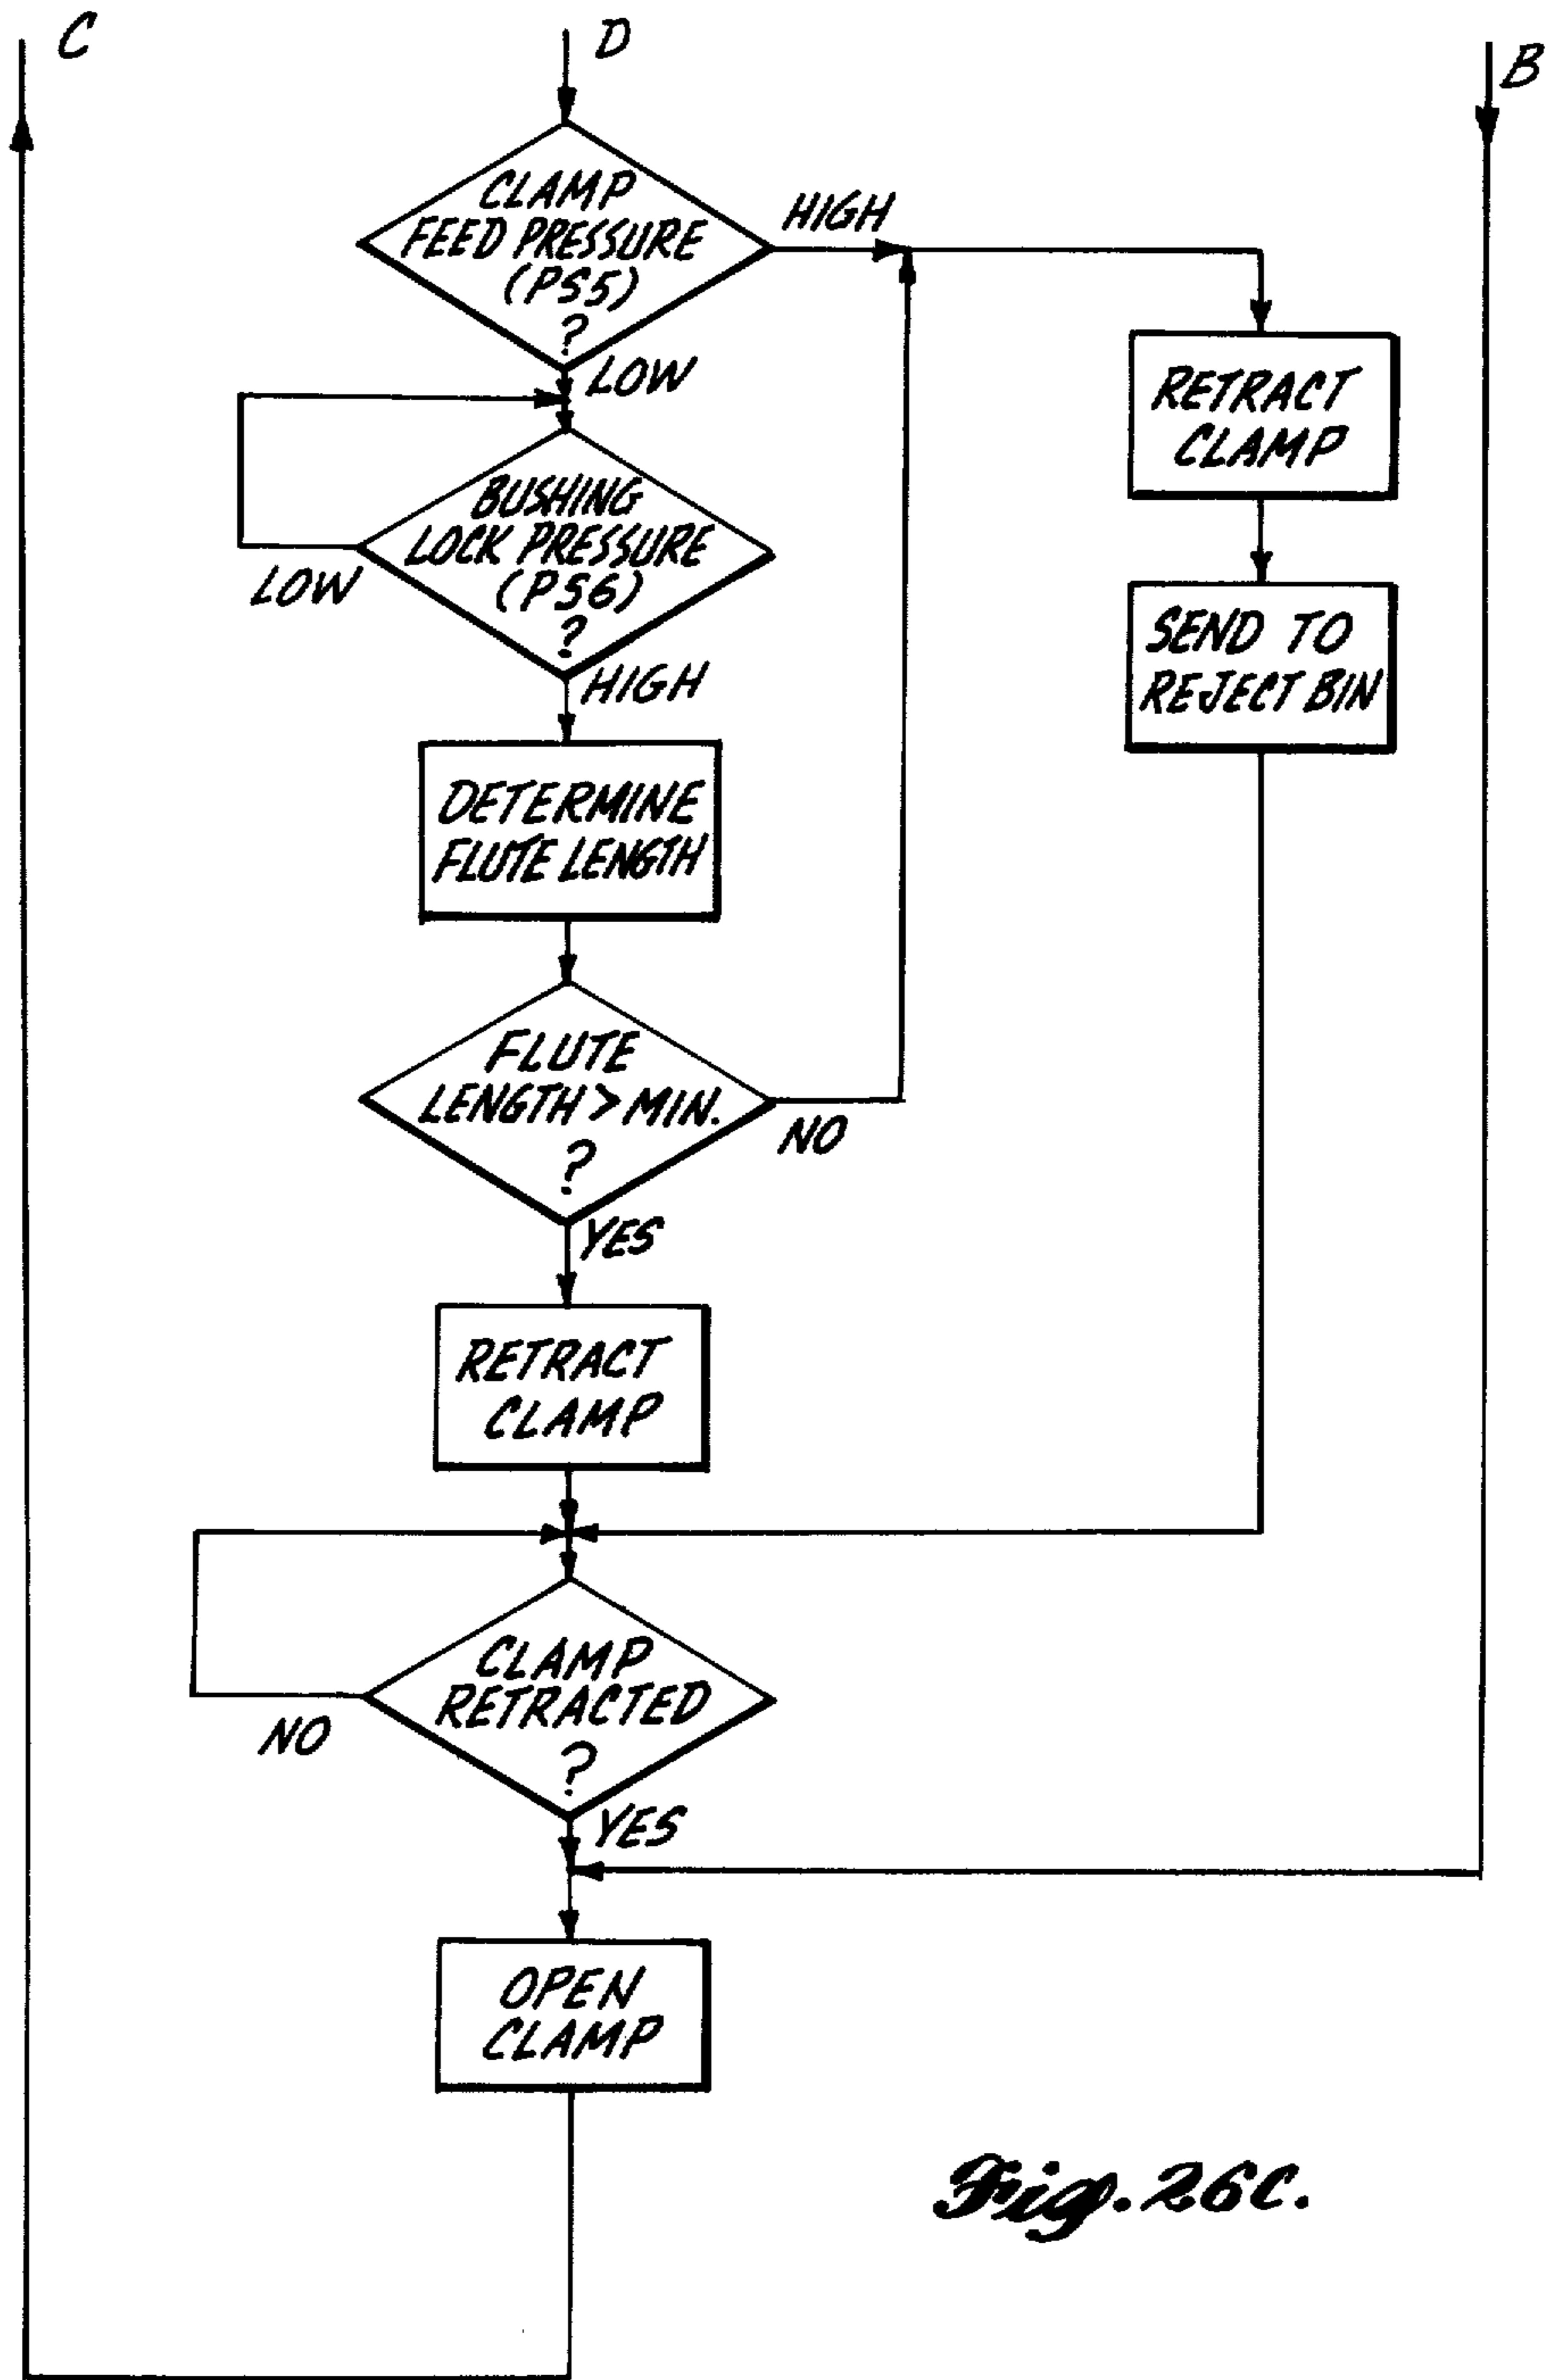 C
D
B
CLAMP
FEED PRESSURE
(PS5)
?
HIGH
LOW
RETRACT
CLAMP
BUSHING
LOCK PRESSURE
(PS6)
?
LOW
HIGH
SEND TO
REJECT BIN
DETERMINE
FLUTE LENGTH
FLUTE
LENGTH > MIN.
?
NO
YES
RETRACT
CLAMP
CLAMP
RETRACTED
?
NO
YES
OPEN
CLAMP
Fig. 26C.